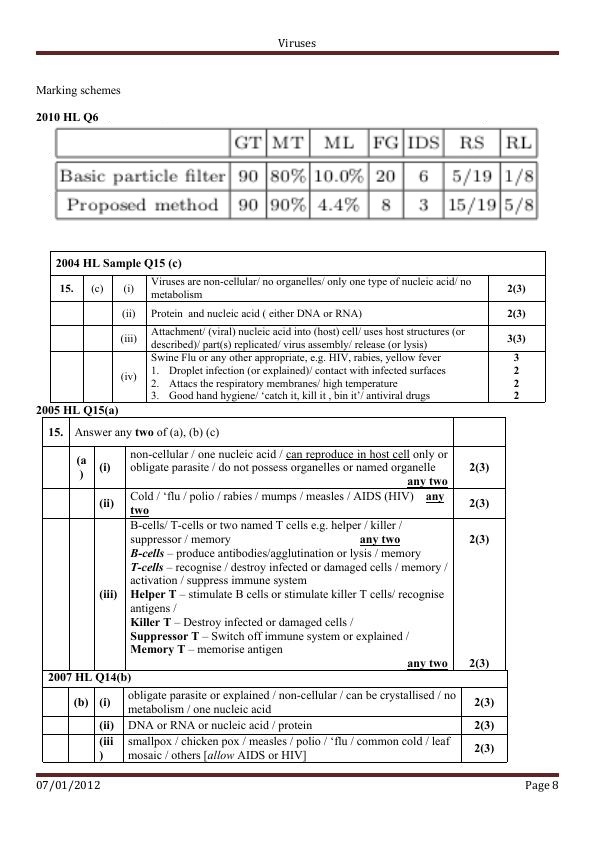 Viruses
Marking schemes
2010 HL Q6
GT MT ML FG IDS RS RL
Basic particle filter 90 80% 10.0% 20 6 5/19 1/8
Proposed method 90 90% 4.4% 8 3 15/19 5/8
2004 HL Sample Q15 (c)
15. (c) (i) Viruses are non-cellular/ no organelles/ only one type of nucleic acid/ no
metabolism 2(3)
(ii) Protein and nucleic acid ( either DNA or RNA) 2(3)
(iii) Attachment/ (viral) nucleic acid into (host) cell/ uses host structures (or
described)/ part(s) replicated/ virus assembly/ release (or lysis) 3(3)
(iv) Swine Flu or any other appropriate, e.g. HIV, rabies, yellow fever 3
1. Droplet infection (or explained)/ contact with infected surfaces 2
2. Attacs the respiratory membranes/ high temperature 2
3. Good hand hygiene/ ‘catch it, kill it , bin it’/ antiviral drugs 2
2005 HL Q15(a)
15. Answer any two of (a), (b) (c)
(a
) (i) non-cellular / one nucleic acid / can reproduce in host cell only or
obligate parasite / do not possess organelles or named organelle
any two 2(3)
(ii) Cold / ‘flu / polio / rabies / mumps / measles / AIDS (HIV) any
two 2(3)
(iii) B-cells/ T-cells or two named T cells e.g. helper / killer /
suppressor / memory any two 2(3)
B-cells – produce antibodies/agglutination or lysis / memory
T-cells – recognise / destroy infected or damaged cells / memory /
activation / suppress immune system
Helper T – stimulate B cells or stimulate killer T cells/ recognise
antigens /
Killer T – Destroy infected or damaged cells /
Suppressor T – Switch off immune system or explained /
Memory T – memorise antigen
any two 2(3)
2007 HL Q14(b)
(b) (i) obligate parasite or explained / non-cellular / can be crystallised / no
metabolism / one nucleic acid 2(3)
(ii) DNA or RNA or nucleic acid / protein 2(3)
(iii
) smallpox / chicken pox / measles / polio / ‘flu / common cold / leaf
mosaic / others [allow AIDS or HIV] 2(3)
07/01/2012 Page 8